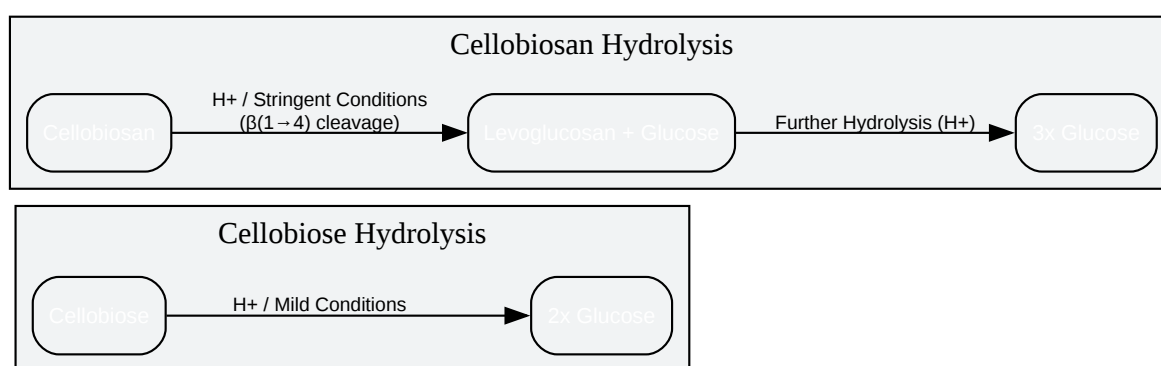 Cellobiosan Hydrolysis
Cellobiosan
H+ / Stringent Conditions
(β(1→4) cleavage)
Levoglucosan + Glucose
Further Hydrolysis (H+)
3x Glucose
Cellobiose Hydrolysis
Cellobiose
H+ / Mild Conditions
2x Glucose